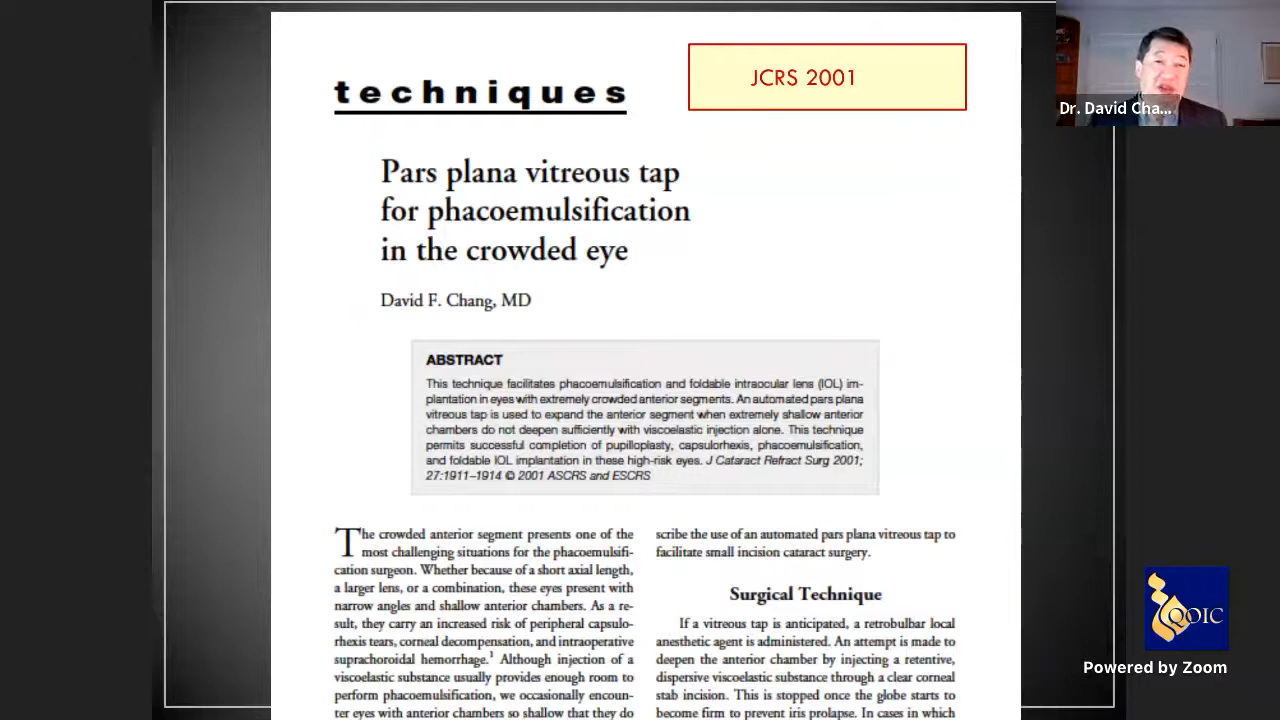 techniques
JCRS 2001
Pars plana vitreous tap
for phacoemulsification
in the crowded eye
David F. Chang, MD
ABSTRACT
This technique facilitates phacoemulsification and foldable intraocular lens (IOL) im-
plantation in eyes with extremely crowded anterior segments. An automated pars plana
vitreous tap is used to expand the anterior segment when extremely shallow anterior
chambers do not deepen sufficiently with viscoelastic injection alone. This technique
permits successful completion of pupilloplasty, capsulorhexis, phacoemulsification,
and foldable IOL implantation in these high-risk eyes. J Cataract Refract Surg 2001;
27:1911–1914 © 2001 ASCRS and ESCRS
The crowded anterior segment presents one of the
most challenging situations for the phacoemulsifi-
cation surgeon. Whether because of a short axial length,
a larger lens, or a combination, these eyes present with
narrow angles and shallow anterior chambers. As a re-
sult, they carry an increased risk of peripheral capsulo-
rhexis tears, corneal decompensation, and intraoperative
suprachoroidal hemorrhage.1 Although injection of a
viscoelastic substance usually provides enough room to
perform phacoemulsification, we occasionally encoun-
ter eyes with anterior chambers so shallow that they do
scribe the use of an automated pars plana vitreous tap to
facilitate small incision cataract surgery.
Surgical Technique
If a vitreous tap is anticipated, a retrobulbar local
anesthetic agent is administered. An attempt is made to
deepen the anterior chamber by injecting a retentive,
dispersive viscoelastic substance through a clear corneal
stab incision. This is stopped once the globe starts to
become firm to prevent iris prolapse. In cases in which
Dr. David Cha...
QOIC
Powered by Zoom